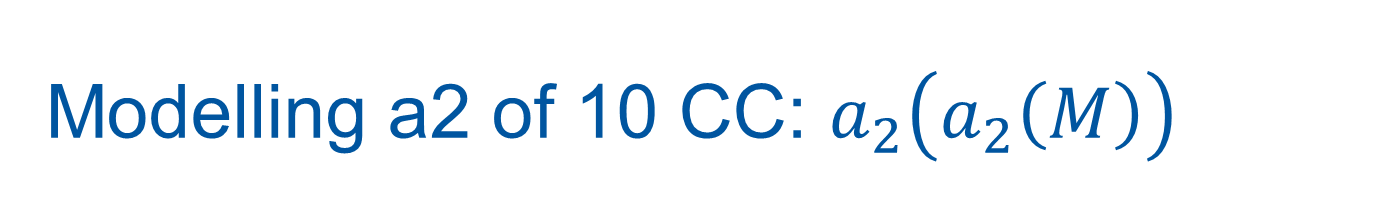 Modelling a2 of 10 CC: a₂(a₂(M))